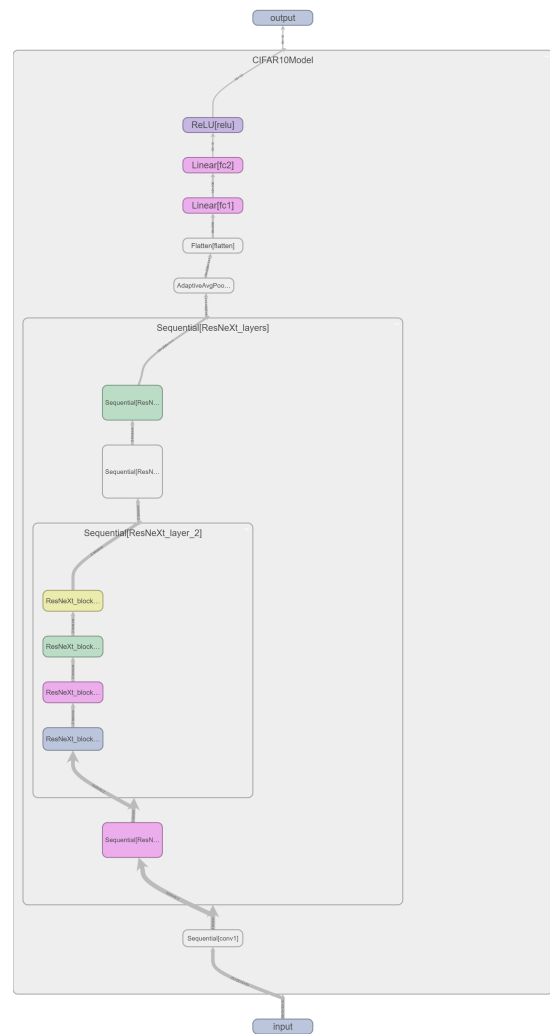 output
CIFAR10Model
ReLU[relu]
Linear[fc2]
Linear[fc1]
Flatten[flatten]
AdaptiveAvgPoo...
Sequential[ResNeXt_layers]
Sequential[ResN...
Sequential[ResN...
Sequential[ResNeXt_layer_2]
ResNeXt_block...
ResNeXt_block...
ResNeXt_block...
ResNeXt_block...
Sequential[ResN...
Sequential[conv1]
input